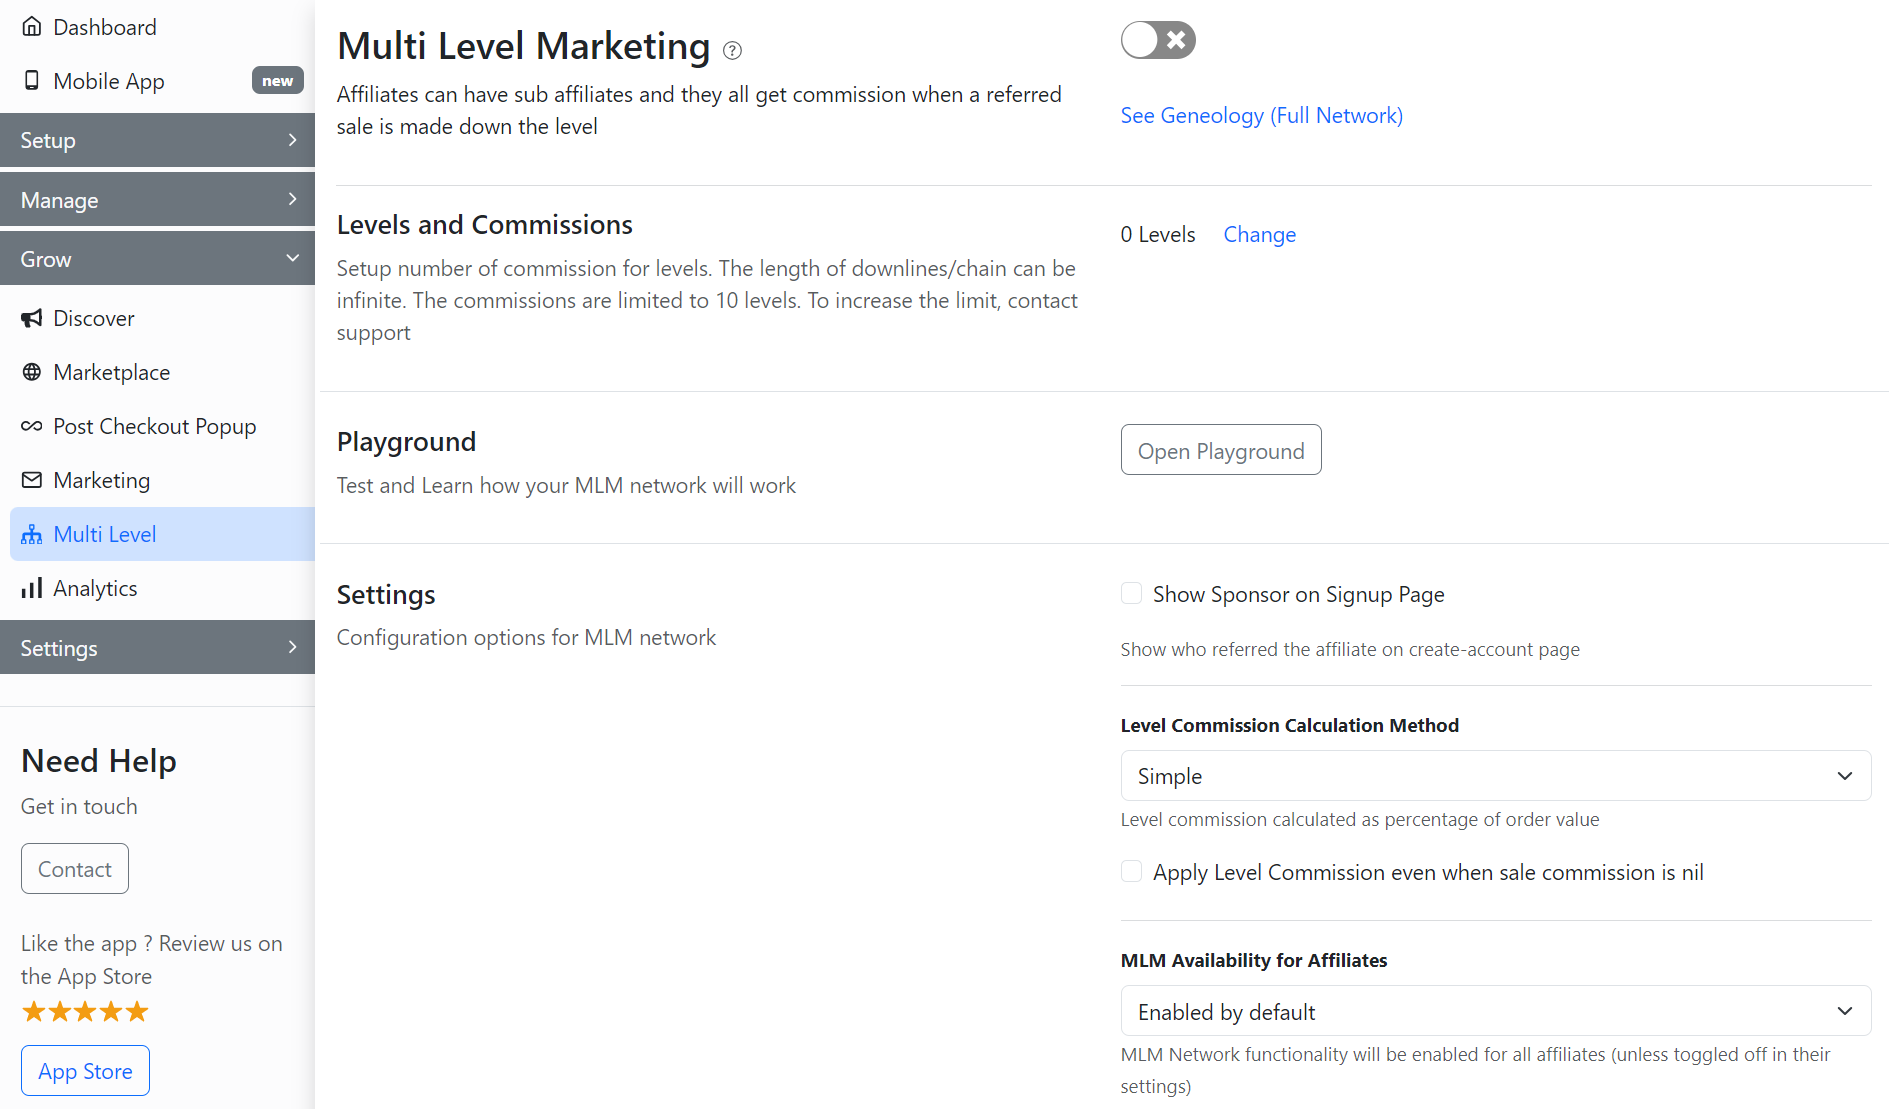 Dashboard
Mobile App
new
Setup
Manage
Grow
Discover
Marketplace
Post Checkout Popup
Marketing
Multi Level
Analytics
Settings
Need Help
Get in touch
Contact
Like the app ? Review us on
the App Store
App Store
Multi Level Marketing
Affiliates can have sub affiliates and they all get commission when a referred
sale is made down the level
See Geneology (Full Network)
Levels and Commissions
Setup number of commission for levels. The length of downlines/chain can be
infinite. The commissions are limited to 10 levels. To increase the limit, contact
support
0 Levels
Change
Playground
Test and Learn how your MLM network will work
Open Playground
Settings
Configuration options for MLM network
Show Sponsor on Signup Page
Show who referred the affiliate on create-account page
Level Commission Calculation Method
Simple
Level commission calculated as percentage of order value
Apply Level Commission even when sale commission is nil
MLM Availability for Affiliates
Enabled by default
MLM Network functionality will be enabled for all affiliates (unless toggled off in their
settings)